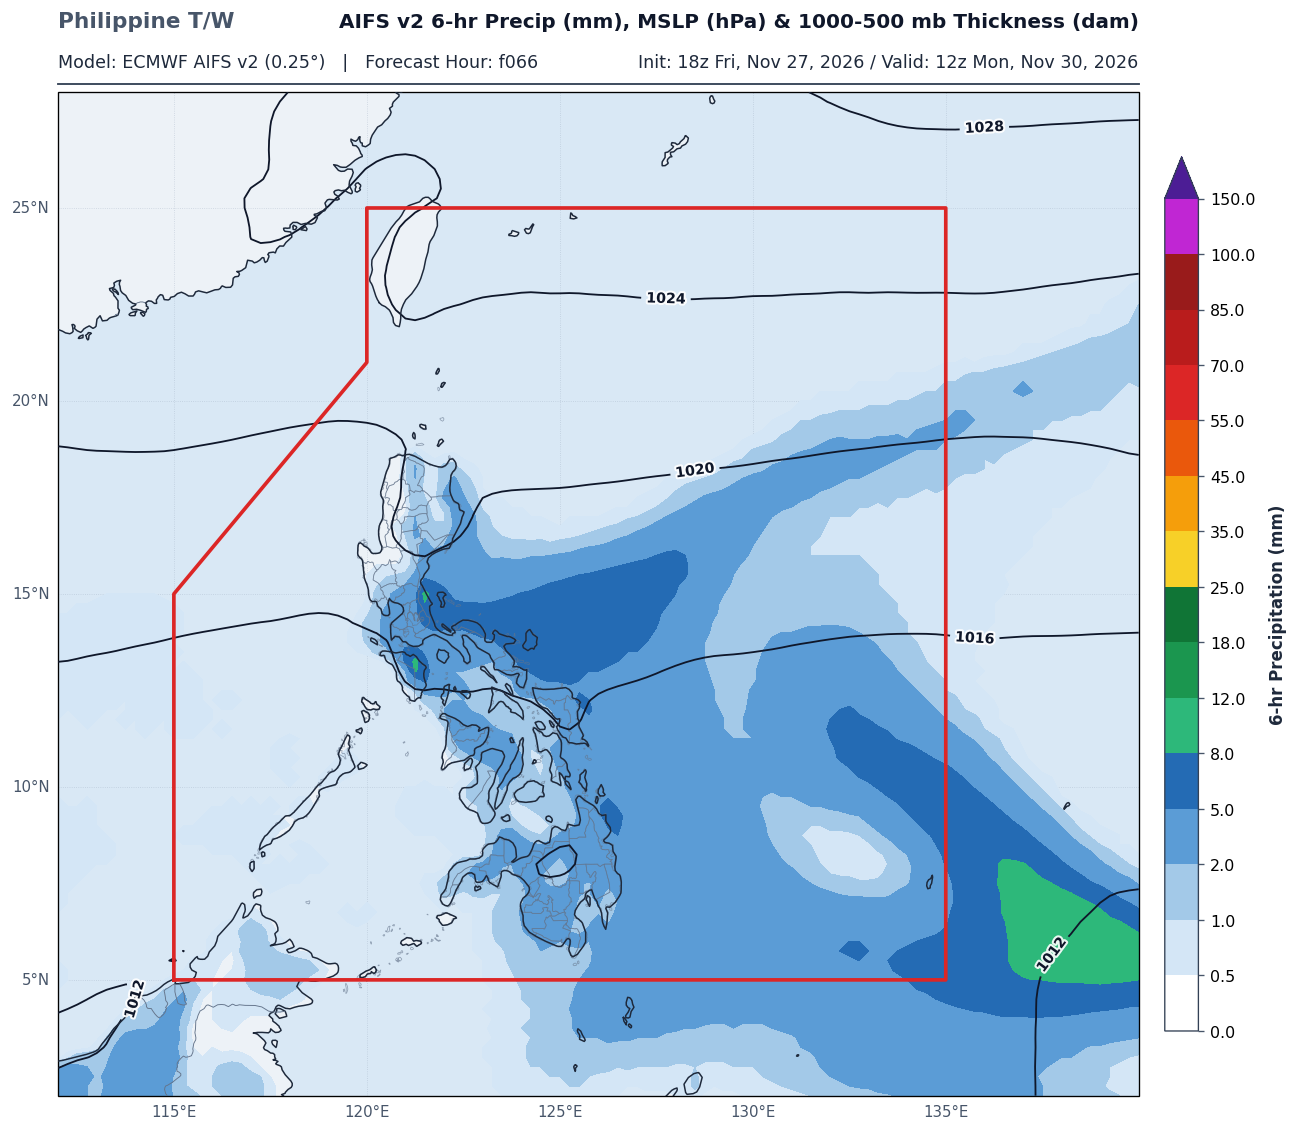 Philippine T/W
AIFS v2 6-hr Precip (mm), MSLP (hPa) & 1000-500 mb Thickness (dam)
Model: ECMWF AIFS v2 (0.25°) | Forecast Hour: f066
Init: 18z Fri, Nov 27, 2026 / Valid: 12z Mon, Nov 30, 2026
1028
25°N
1024
20°N
1020
15°N
1016
10°N
1012
5°N
1012
115°E
120°E
125°E
130°E
135°E
150.0
100.0
85.0
70.0
55.0
45.0
35.0
25.0
18.0
12.0
8.0
5.0
2.0
1.0
0.5
0.0
6-hr Precipitation (mm)